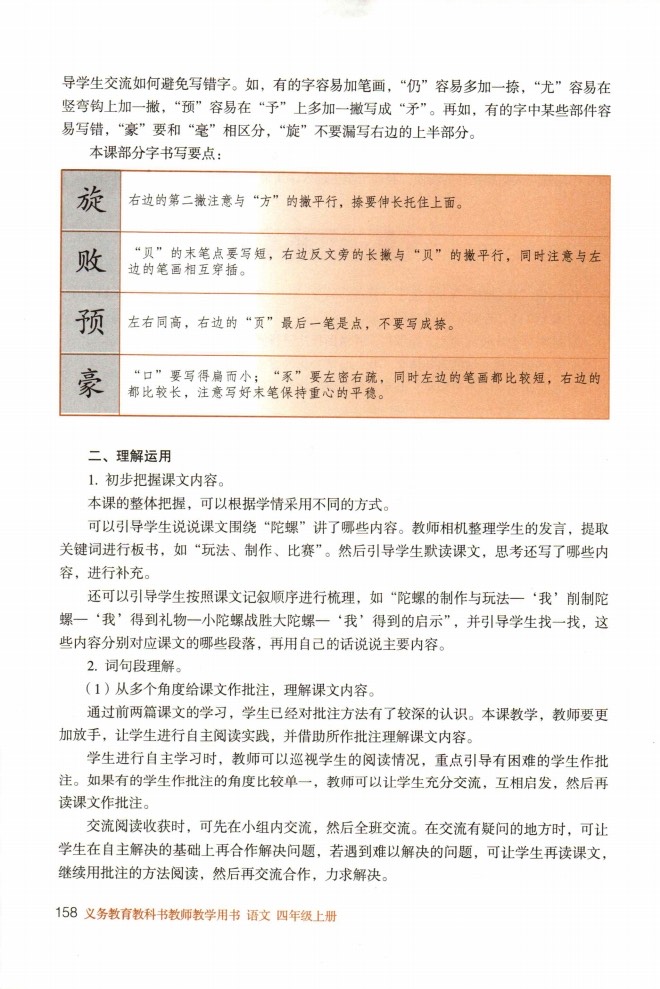 导学生交流如何避免写错字。如，有的字容易加笔画，“仍”容易多加一捺，“尤”容易在
竖弯钩上加一撇，“预”容易在“予”上多加一撇写成“矛”。再如，有的字中某些部件容
易写错，“豪”要和“毫”相区分，“旋”不要漏写右边的上半部分。
本课部分字书写要点：
旋
右边的第二撇注意与“方”的撇平行，捺要伸长托住上面。
败
“贝”的末笔点要写短，右边反文旁的长撇与“贝”的撇平行，同时注意与左
边的笔画相互穿插。
预
左右同高，右边的“页”最后一笔是点，不要写成捺。
豪
“口”要写得扁而小；“豕”要左密右疏，同时左边的笔画都比较短，右边的
都比较长，注意写好末笔保持重心的平稳。
二、理解运用
1. 初步把握课文内容。
本课的整体把握，可以根据学情采用不同的方式。
可以引导学生说说课文围绕“陀螺”讲了哪些内容。教师相机整理学生的发言，提取
关键词进行板书，如“玩法、制作、比赛”。然后引导学生默读课文，思考还写了哪些内
容，进行补充。
还可以引导学生按照课文记叙顺序进行梳理，如“陀螺的制作与玩法—‘我’削制陀
螺—‘我’得到礼物—小陀螺战胜大陀螺—‘我’得到的启示”，并引导学生找一找，这
些内容分别对应课文的哪些段落，再用自己的话说说主要内容。
2. 词句段理解。
（1）从多个角度给课文作批注，理解课文内容。
通过前两篇课文的学习，学生已经对批注方法有了较深的认识。本课教学，教师要更
加放手，让学生进行自主阅读实践，并借助所作批注理解课文内容。
学生进行自主学习时，教师可以巡视学生的阅读情况，重点引导有困难的学生作批
注。如果有的学生作批注的角度比较单一，教师可以让学生充分交流，互相启发，然后再
读课文作批注。
交流阅读收获时，可先在小组内交流，然后全班交流。在交流有疑问的地方时，可让
学生在自主解决的基础上再合作解决问题，若遇到难以解决的问题，可让学生再读课文，
继续用批注的方法阅读，然后再交流合作，力求解决。
158 义务教育教科书教师教学用书 语文 四年级上册